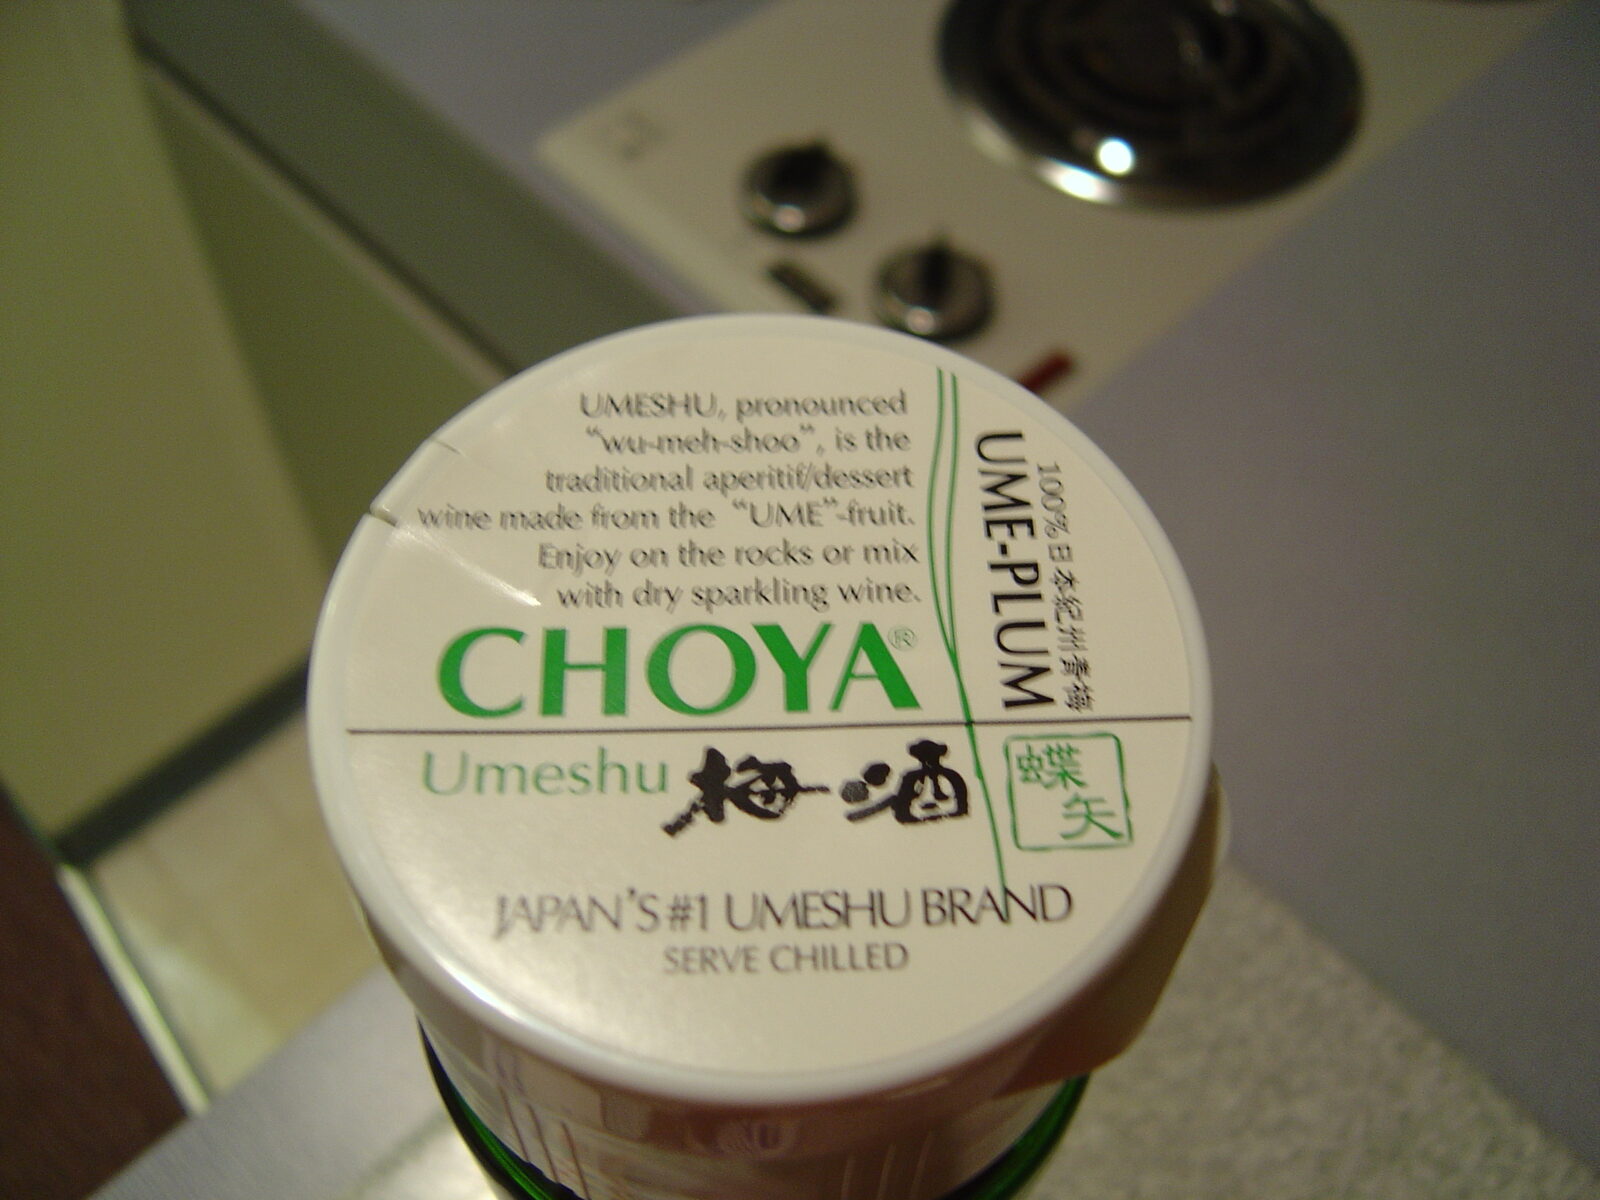 UMESHU, pronounced
"wu-meh-shoo", is the
traditional aperitif/dessert
wine made from the "UME"-fruit.
Enjoy on the rocks or mix
with dry sparkling wine.
CHOYA®
UME-PLUM
100%日本紀州青梅
Umeshu 梅酒
蝶
矢
JAPAN'S #1 UMESHU BRAND
SERVE CHILLED